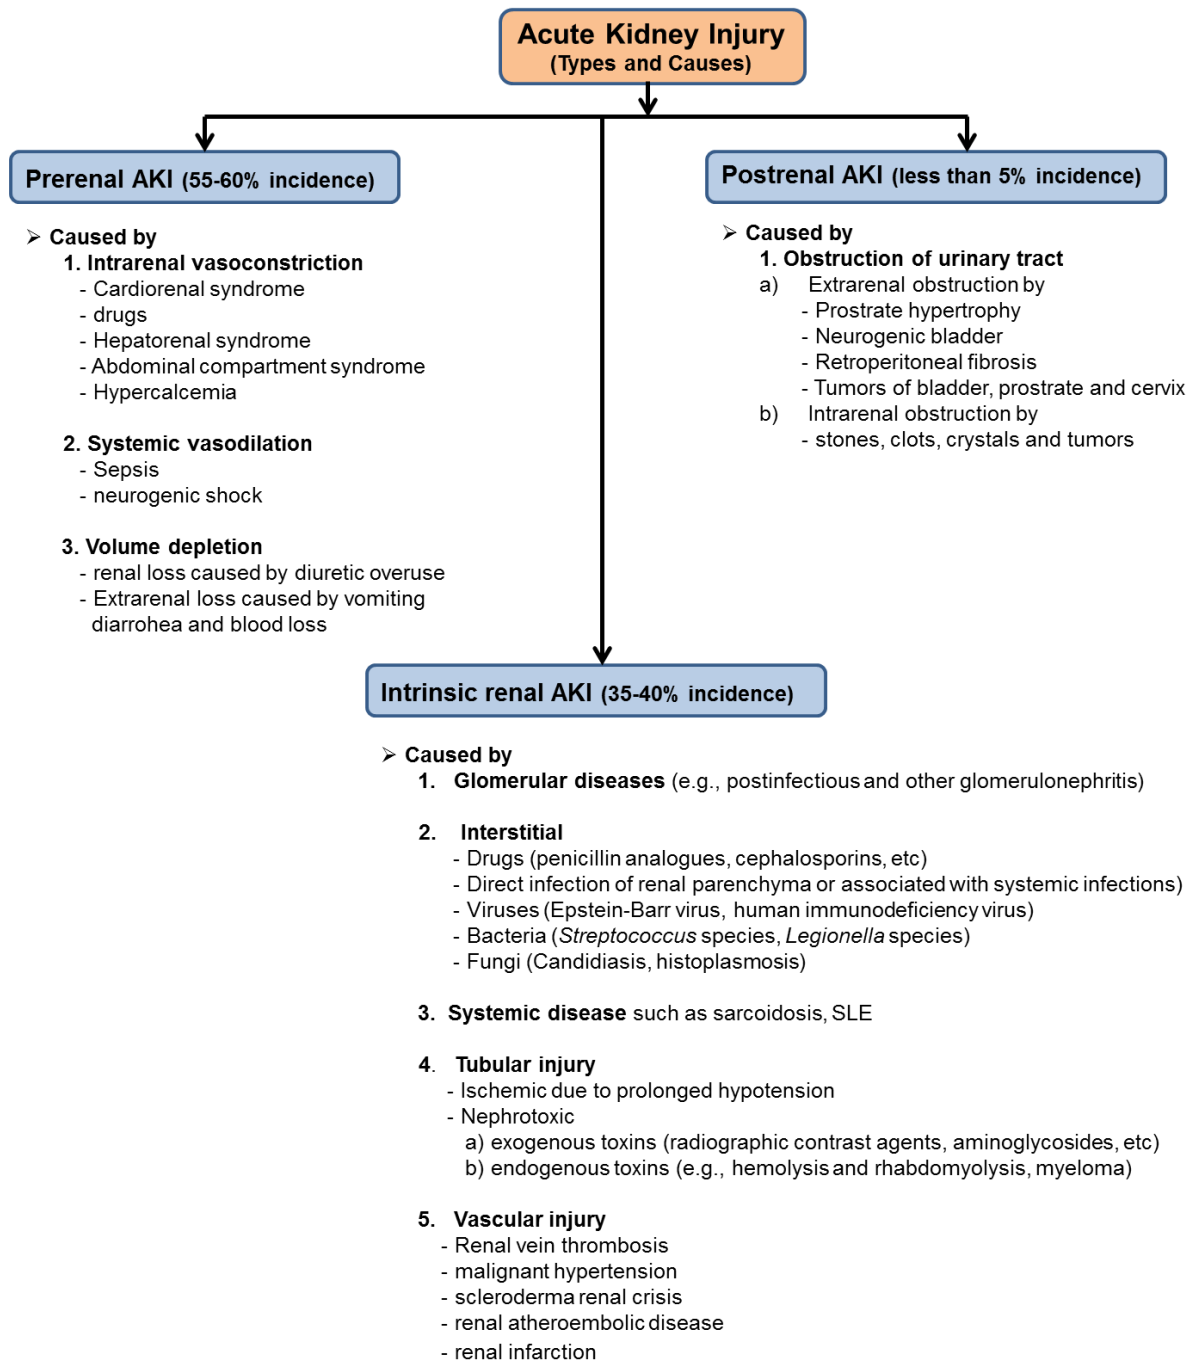 Acute Kidney Injury
(Types and Causes)
Prerenal AKI (55-60% incidence)
➢ Caused by
1. Intrarenal vasoconstriction
- Cardiorenal syndrome
- drugs
- Hepatorenal syndrome
- Abdominal compartment syndrome
- Hypercalcemia
2. Systemic vasodilation
- Sepsis
- neurogenic shock
3. Volume depletion
- renal loss caused by diuretic overuse
- Extrarenal loss caused by vomiting
diarrohea and blood loss
Postrenal AKI (less than 5% incidence)
➢ Caused by
1. Obstruction of urinary tract
a) Extrarenal obstruction by
- Prostrate hypertrophy
- Neurogenic bladder
- Retroperitoneal fibrosis
- Tumors of bladder, prostrate and cervix
b) Intrarenal obstruction by
- stones, clots, crystals and tumors
Intrinsic renal AKI (35-40% incidence)
➢ Caused by
1. Glomerular diseases (e.g., postinfectious and other glomerulonephritis)
2. Interstitial
- Drugs (penicillin analogues, cephalosporins, etc)
- Direct infection of renal parenchyma or associated with systemic infections)
- Viruses (Epstein-Barr virus, human immunodeficiency virus)
- Bacteria (Streptococcus species, Legionella species)
- Fungi (Candidiasis, histoplasmosis)
3. Systemic disease such as sarcoidosis, SLE
4. Tubular injury
- Ischemic due to prolonged hypotension
- Nephrotoxic
a) exogenous toxins (radiographic contrast agents, aminoglycosides, etc)
b) endogenous toxins (e.g., hemolysis and rhabdomyolysis, myeloma)
5. Vascular injury
- Renal vein thrombosis
- malignant hypertension
- scleroderma renal crisis
- renal atheroembolic disease
- renal infarction